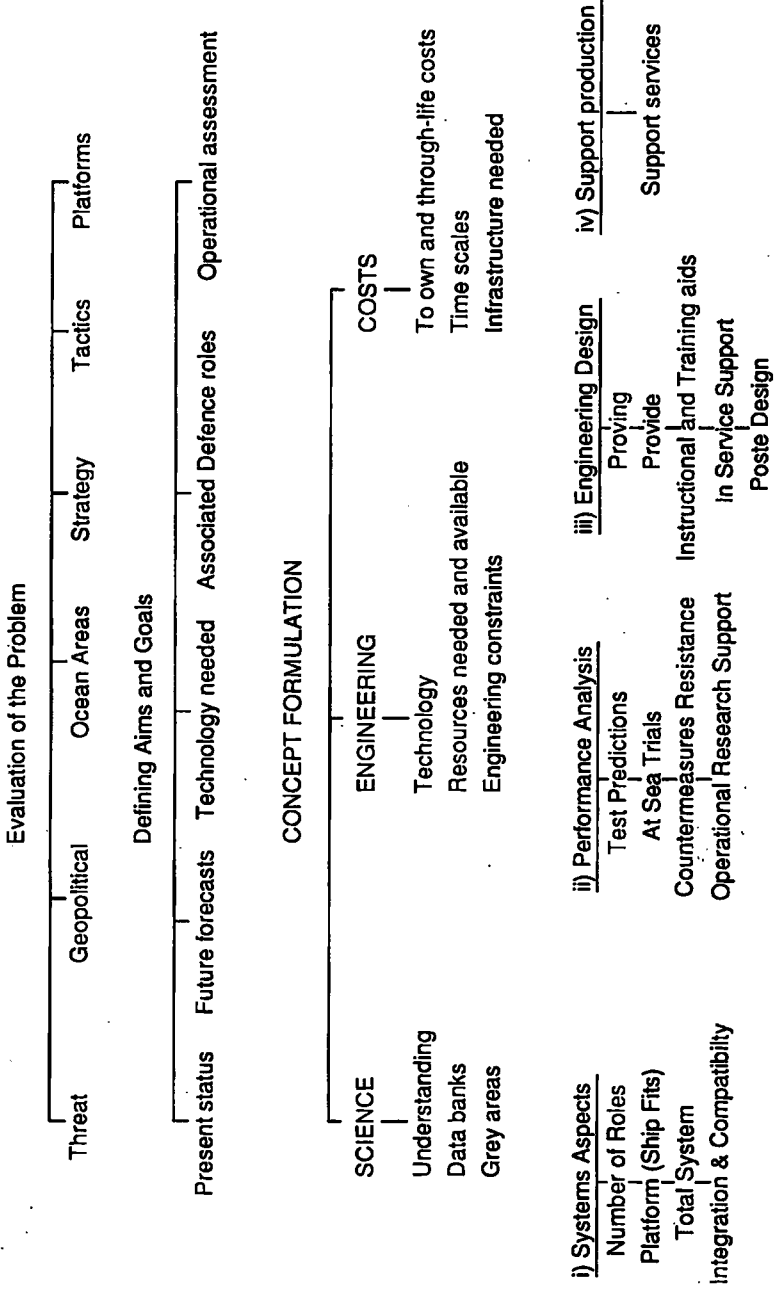 Evaluation of the Problem
Threat Geopolitical Ocean Areas Strategy Tactics Platforms
Defining Aims and Goals
Present status Future forecasts Technology needed Associated Defence roles Operational assessment
CONCEPT FORMULATION
SCIENCE ENGINEERING COSTS
Understanding Technology To own and through-life costs
Data banks Resources needed and available Time scales
Grey areas Engineering constraints Infrastructure needed
i) Systems Aspects
Number of Roles
Platform (Ship Fits)
Total System
Integration & Compatibilty
ii) Performance Analysis
Test Predictions
At Sea Trials
Countermeasures Resistance
Operational Research Support
iii) Engineering Design
Proving
Provide
Instructional and Training aids
In Service Support
Poste Design
iv) Support production
Support services